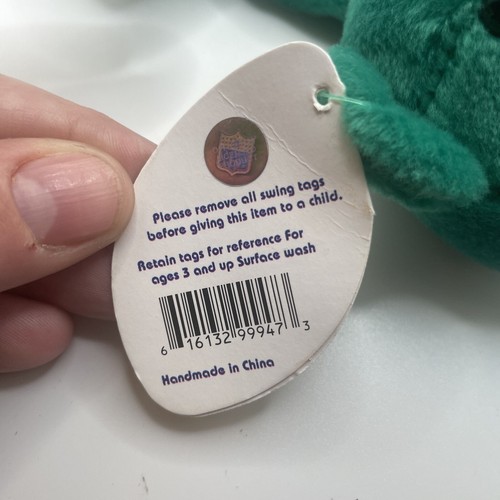 Please remove all swing tags
before giving this item to a child.
Retain tags for reference For
ages 3 and up Surface wash
6 16132 99947 3
Handmade in China